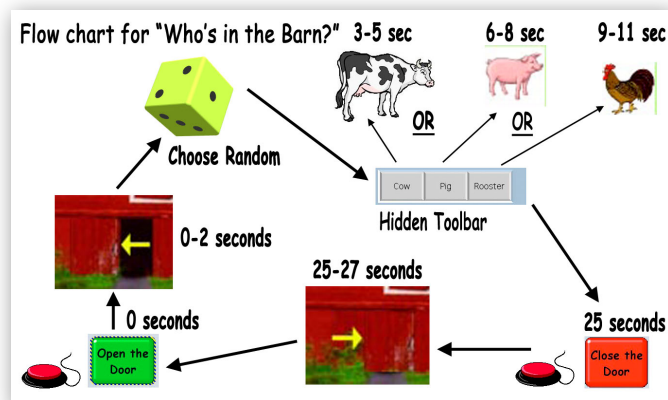 Flow chart for “Who’s in the Barn?”
3-5 sec
6-8 sec
9-11 sec
OR
OR
Choose Random
Cow
Pig
Rooster
Hidden Toolbar
0-2 seconds
25-27 seconds
0 seconds
25 seconds
Open the
Door
Close the
Door